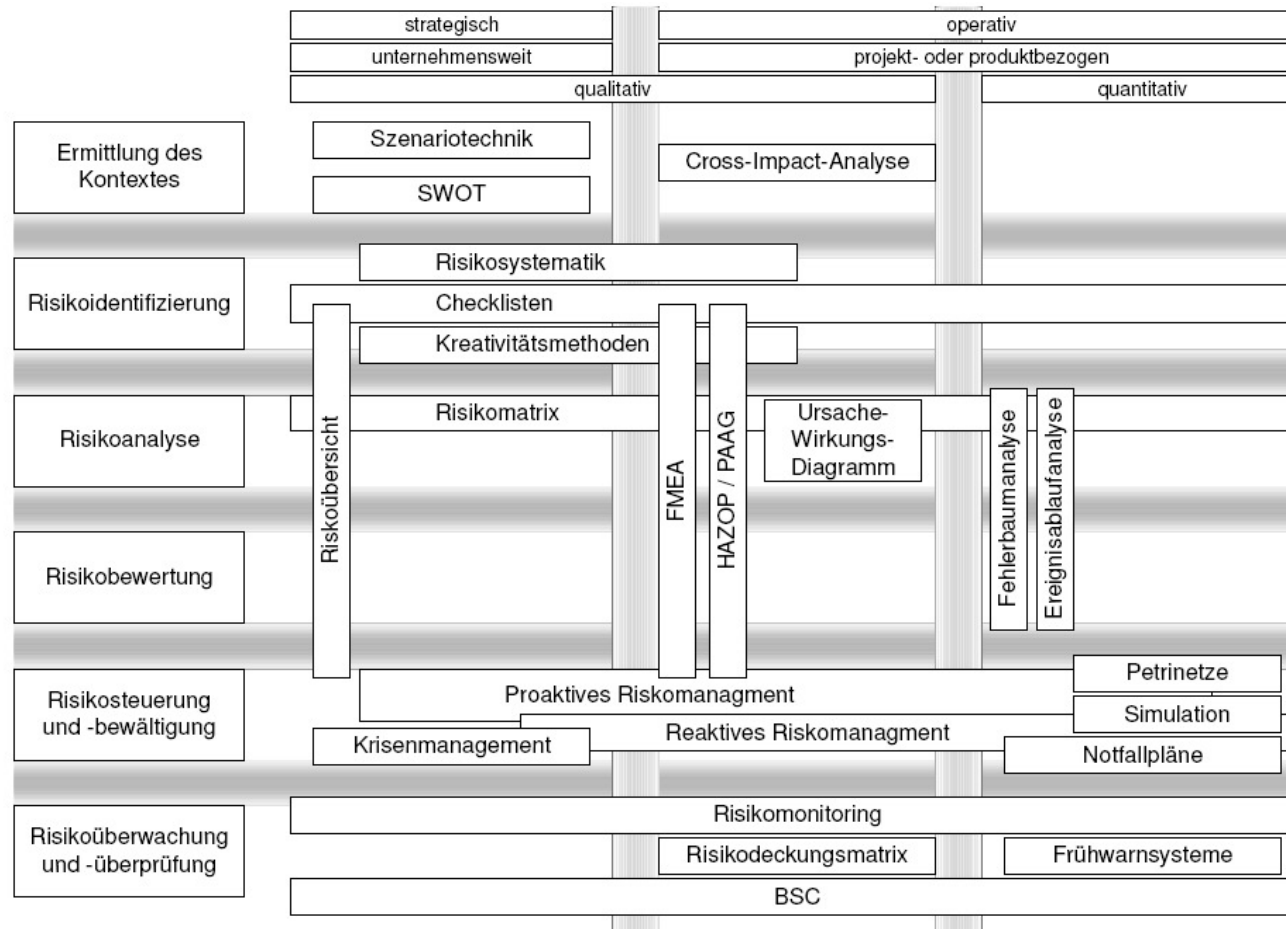 strategisch
operativ
unternehmensweit
projekt- oder produktbezogen
qualitativ
quantitativ
Ermittlung des
Kontextes
Szenariotechnik
SWOT
Cross-Impact-Analyse
Risikoidentifizierung
Risikosystematik
Checklisten
Kreativitätsmethoden
Riskoübersicht
FMEA
HAZOP / PAAG
Risikoanalyse
Risikomatrix
Ursache-
Wirkungs-
Diagramm
Fehlerbaumanalyse
Ereignisablaufanalyse
Risikobewertung
Risikosteuerung
und -bewältigung
Proaktives Riskomanagment
Reaktives Riskomanagment
Krisenmanagement
Petrinetze
Simulation
Notfallpläne
Risikoüberwachung
und -überprüfung
Risikomonitoring
Risikodeckungsmatrix
Frühwarnsysteme
BSC